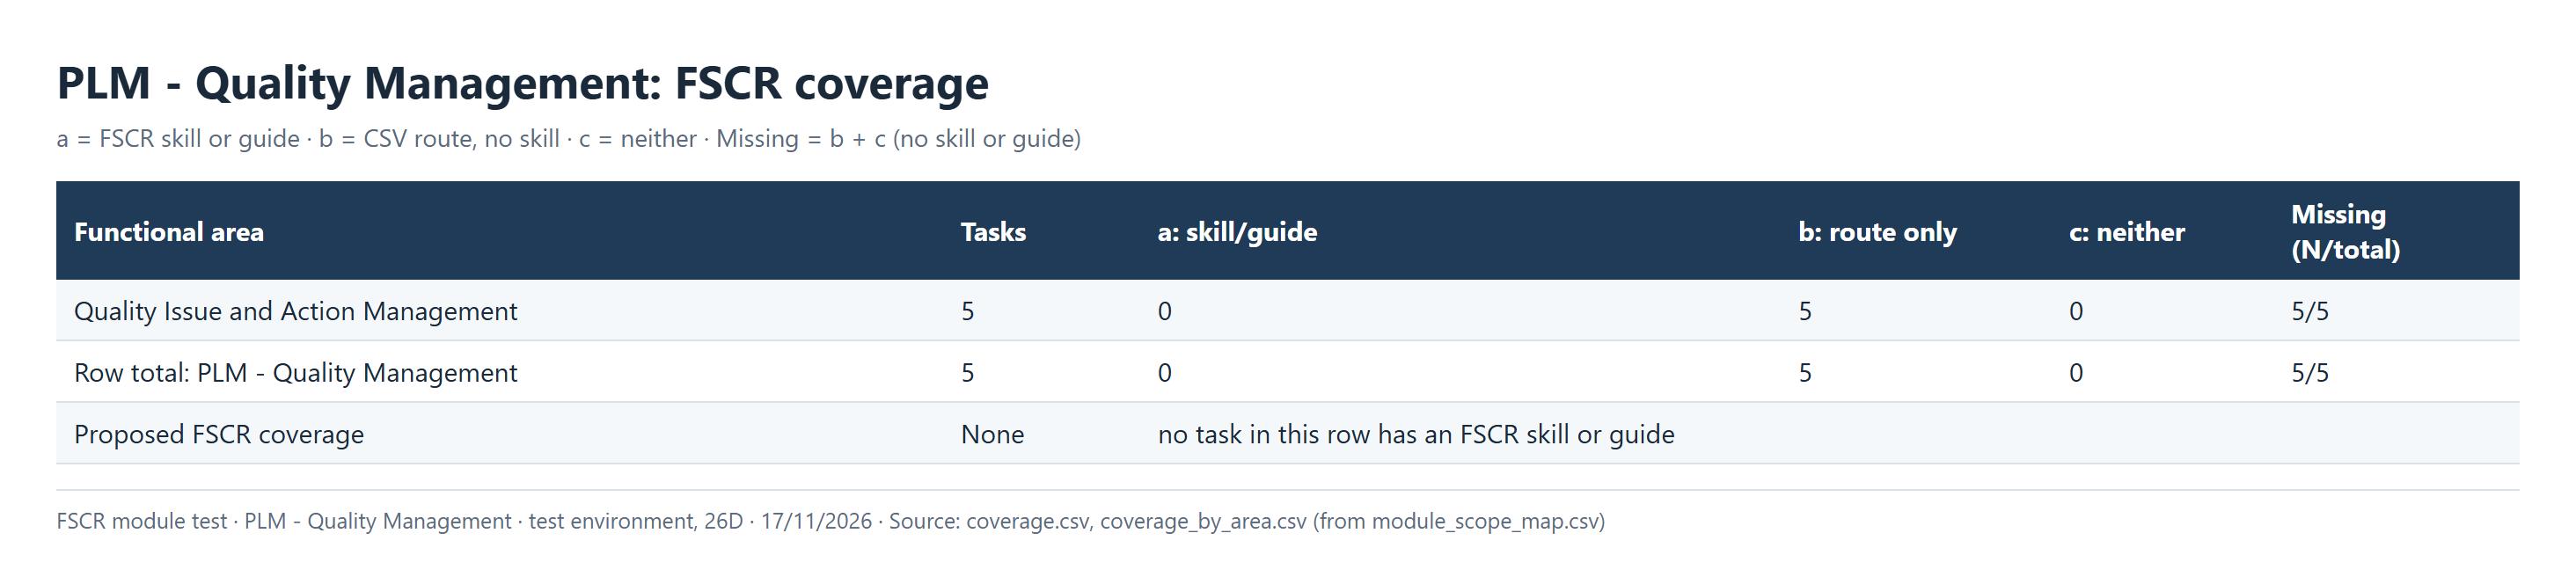 PLM - Quality Management: FSCR coverage
a = FSCR skill or guide · b = CSV route, no skill · c = neither · Missing = b + c (no skill or guide)
Functional area Tasks a: skill/guide b: route only c: neither Missing (N/total)
Quality Issue and Action Management 5 0 5 0 5/5
Row total: PLM - Quality Management 5 0 5 0 5/5
Proposed FSCR coverage None no task in this row has an FSCR skill or guide
FSCR module test · PLM - Quality Management · test environment, 26D · 17/11/2026 · Source: coverage.csv, coverage_by_area.csv (from module_scope_map.csv)